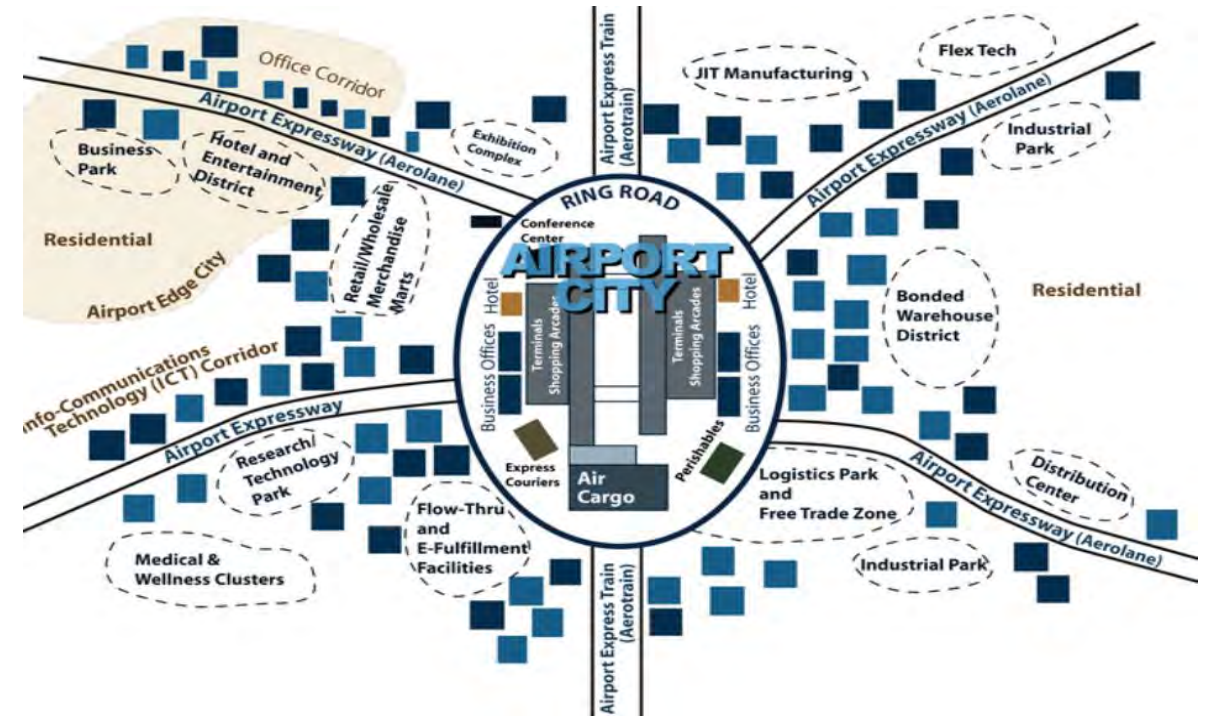 Office Corridor
Airport Expressway (Aerolane)
Business
Park
Hotel and
Entertainment
District
Exhibition
Complex
Airport Express Train
(Aerotrain)
JIT Manufacturing
Flex Tech
Airport Expressway (Aerolane)
Industrial
Park
Residential
Airport Edge City
Retail/Wholesale
Merchandise
Marts
RING ROAD
Conference
Center
AIRPORT
CITY
Hotel
Hotel
Terminals
Shopping Arcades
Terminals
Shopping Arcades
Business Offices
Business Offices
Bonded
Warehouse
District
Residential
Info-Communications
Technology (ICT) Corridor
Airport Expressway
Research/
Technology
Park
Medical &
Wellness Clusters
Flow-Thru
and
E-Fulfillment
Facilities
Express
Couriers
Air
Cargo
Perishables
Logistics Park
and
Free Trade Zone
Airport Expressway (Aerolane)
Distribution
Center
Industrial Park
Airport Express Train
(Aerotrain)